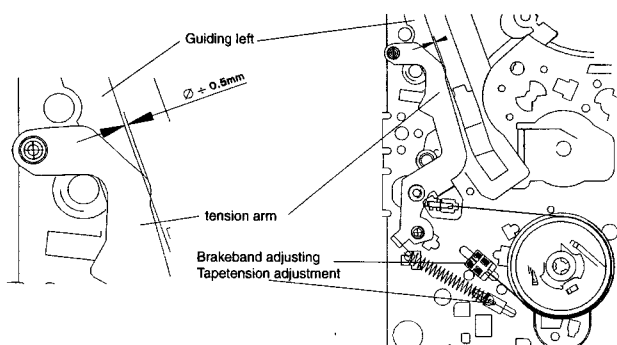 Guiding left
Ø ÷ 0.5mm
tension arm
Brakeband adjusting
Tapetension adjustment